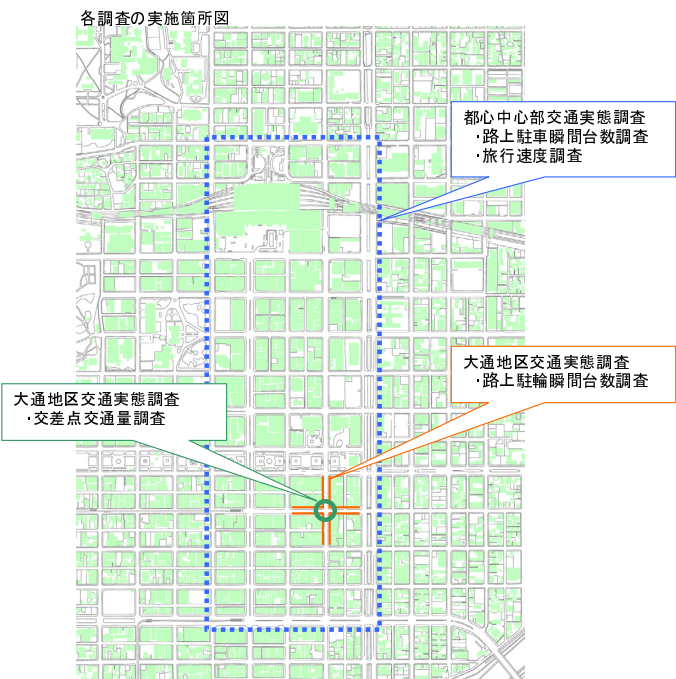 各調査の実施箇所図
都心中心部交通実態調査
・路上駐車瞬間台数調査
・旅行速度調査
大通地区交通実態調査
・路上駐輪瞬間台数調査
大通地区交通実態調査
・交差点交通量調査